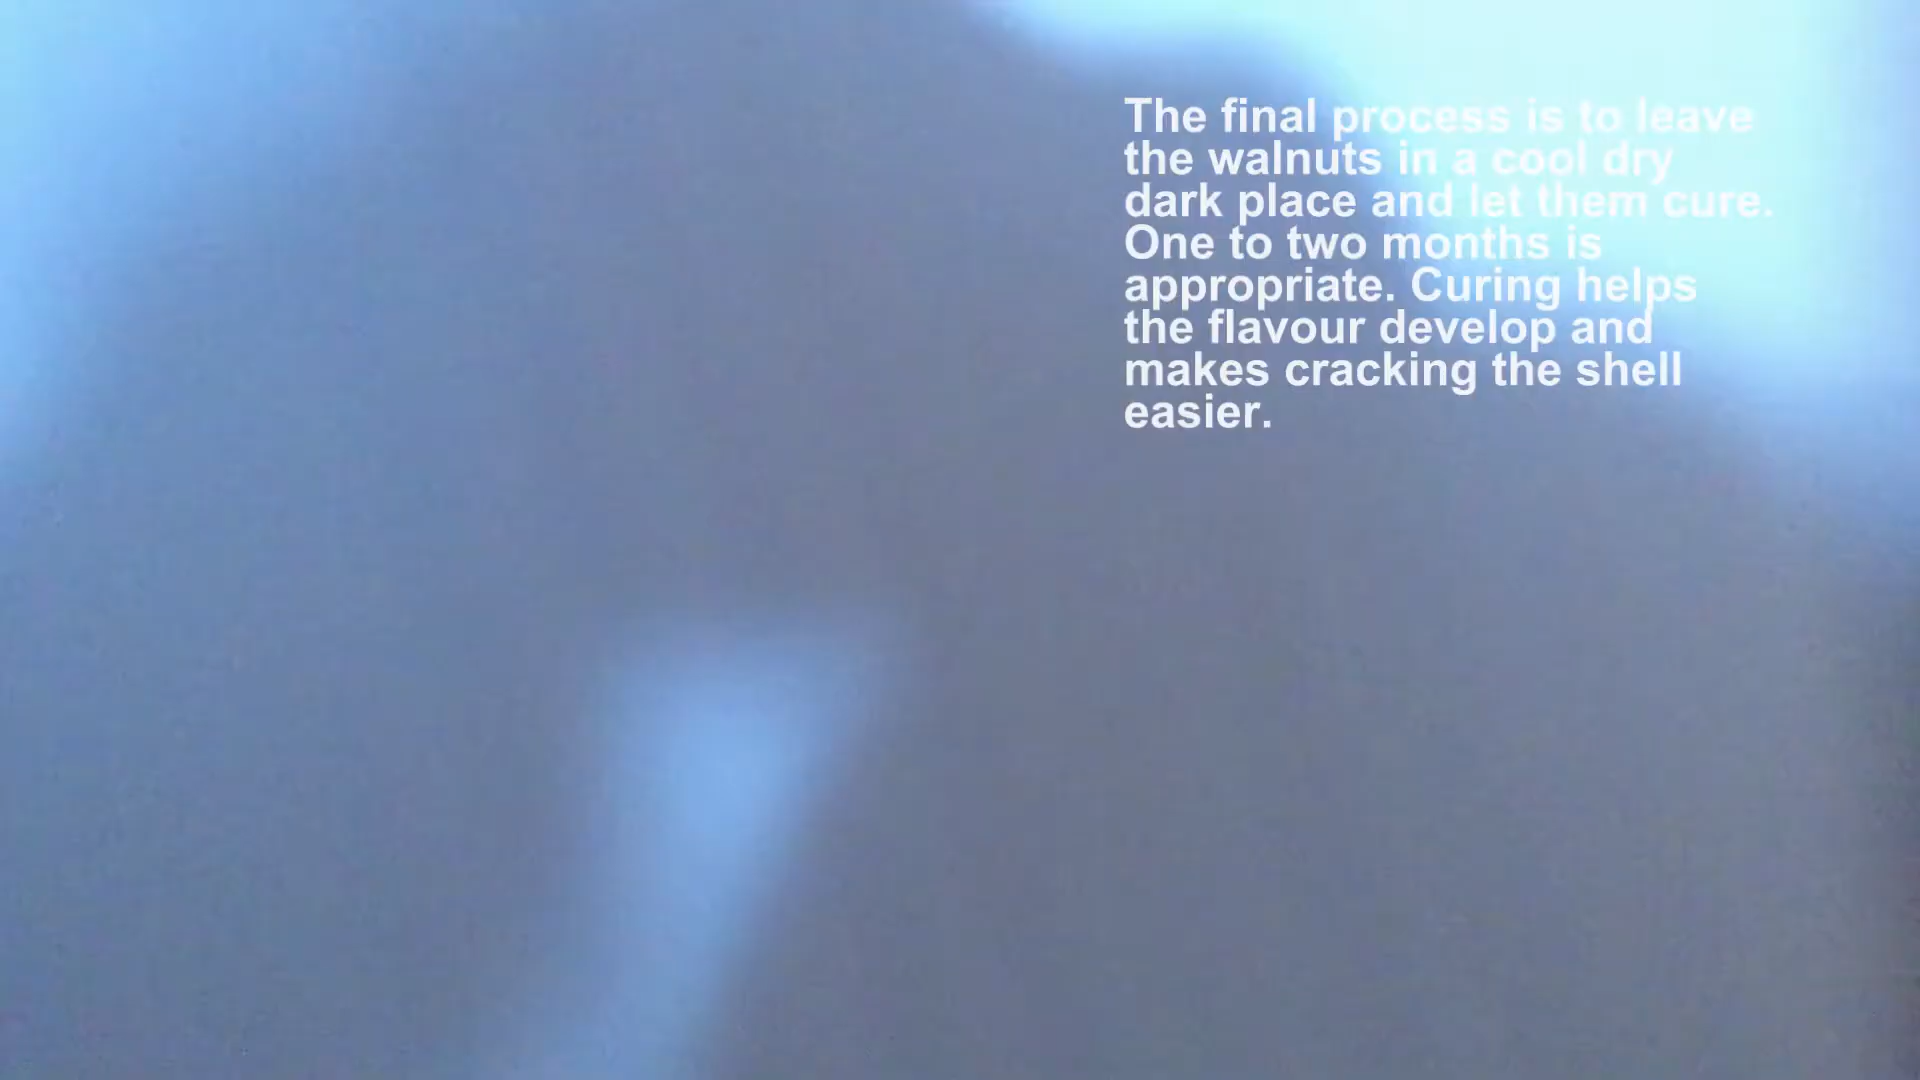 The final process is to leave
the walnuts in a cool dry
dark place and let them cure.
One to two months is
appropriate. Curing helps
the flavour develop and
makes cracking the shell
easier.